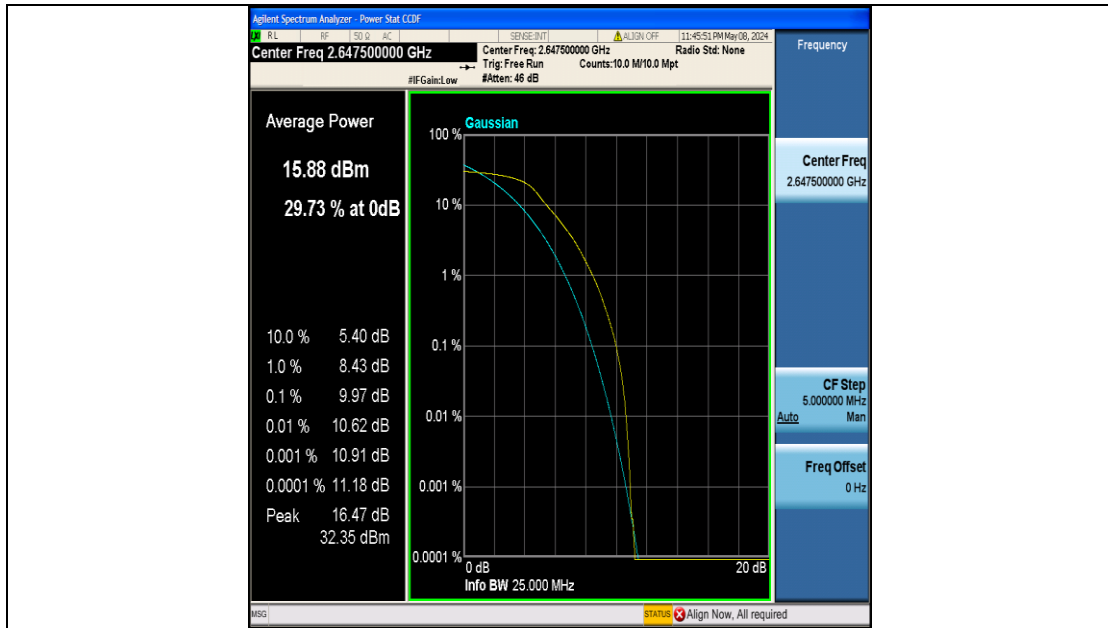 Agilent Spectrum Analyzer - Power Stat CCDF
RL RF 50 Ω AC SENSE:INT ALIGN OFF 11:45:51 PM May 08, 2024
Center Freq 2.647500000 GHz
Center Freq: 2.647500000 GHz Radio Std: None
Trig: Free Run Counts:10.0 M/10.0 Mpt
#IFGain:Low #Atten: 46 dB
Frequency
Average Power
15.88 dBm
29.73 % at 0dB
10.0 % 5.40 dB
1.0 % 8.43 dB
0.1 % 9.97 dB
0.01 % 10.62 dB
0.001 % 10.91 dB
0.0001 % 11.18 dB
Peak 16.47 dB
32.35 dBm
Gaussian
100 %
10 %
1 %
0.1 %
0.01 %
0.001 %
0.0001 %
0 dB 20 dB
Info BW 25.000 MHz
Center Freq
2.647500000 GHz
CF Step
5.000000 MHz
Auto Man
Freq Offset
0 Hz
MSG STATUS Align Now, All required